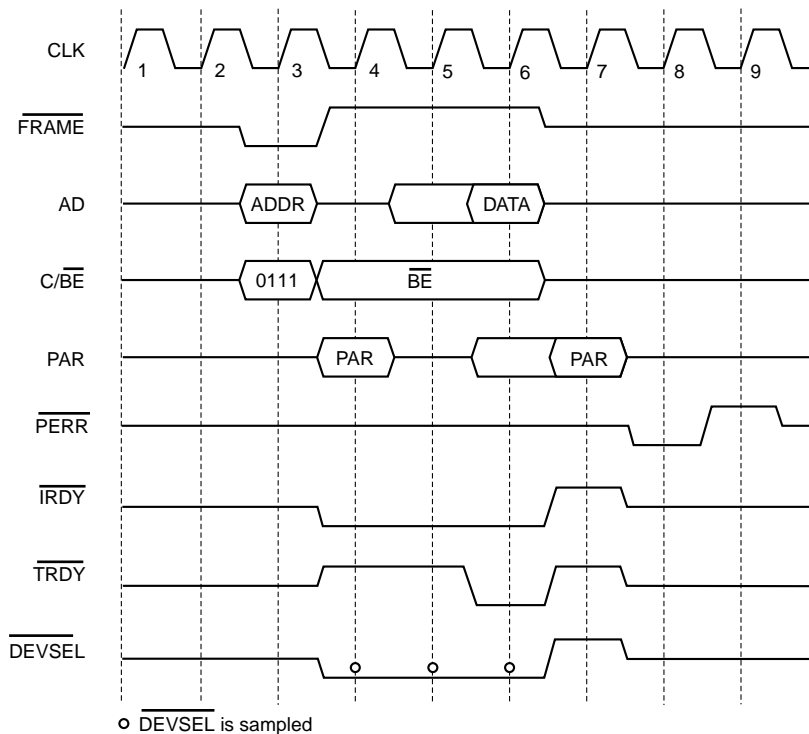 CLK
1 2 3 4 5 6 7 8 9
FRAME
AD ADDR DATA
C/BE 0111 BE
PAR PAR PAR
PERR
IRDY
TRDY
DEVSEL
DEVSEL is sampled